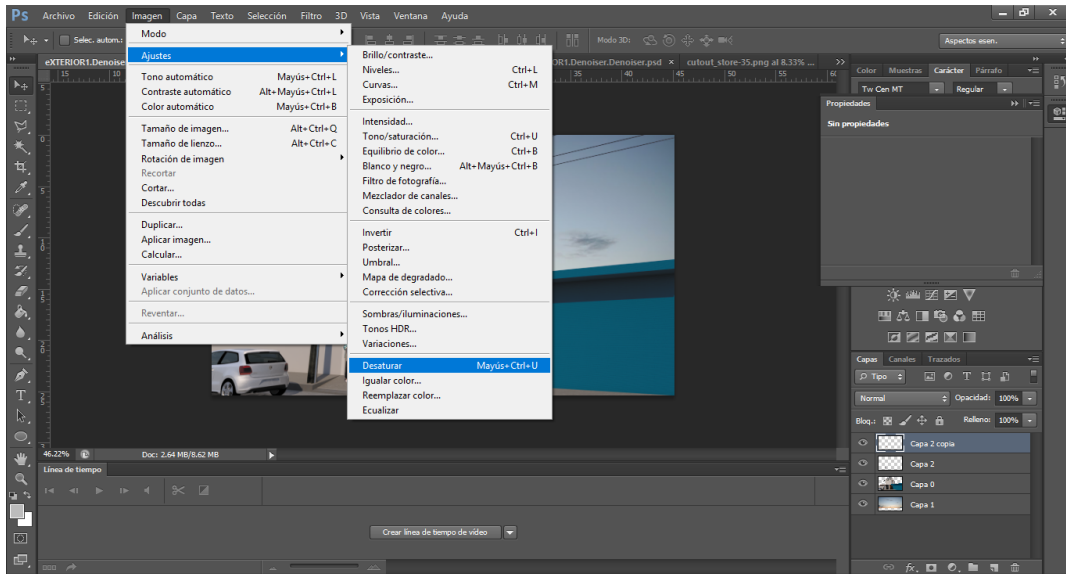 Ps Archivo Edición Imagen Capa Texto Selección Filtro 3D Vista Ventana Ayuda
Selec. autom.:
Modo 3D:
Aspectos esen.
eXTERIOR1.Denoise
OR1.Denoiser.Denoiser.psd × cutout_store-35.png al 8.33% ...
Modo
Ajustes
Tono automático Mayús+Ctrl+L
Contraste automático Alt+Mayús+Ctrl+L
Color automático Mayús+Ctrl+B
Tamaño de imagen... Alt+Ctrl+Q
Tamaño de lienzo... Alt+Ctrl+C
Rotación de imagen
Recortar
Cortar...
Descubrir todas
Duplicar...
Aplicar imagen...
Calcular...
Variables
Aplicar conjunto de datos...
Reventar...
Análisis
Brillo/contraste...
Niveles... Ctrl+L
Curvas... Ctrl+M
Exposición...
Intensidad...
Tono/saturación... Ctrl+U
Equilibrio de color... Ctrl+B
Blanco y negro... Alt+Mayús+Ctrl+B
Filtro de fotografía...
Mezclador de canales...
Consulta de colores...
Invertir Ctrl+I
Posterizar...
Umbral...
Mapa de degradado...
Corrección selectiva...
Sombras/iluminaciones...
Tonos HDR...
Variaciones...
Desaturar Mayús+Ctrl+U
Igualar color...
Reemplazar color...
Ecualizar
15 10
35 40 45 50 55
Color Muestras Carácter Párrafo
Tw Cen MT Regular
Propiedades
Sin propiedades
Capas Canales Trazados
Tipo
Normal Opacidad: 100%
Bloq.: Relleno: 100%
Capa 2 copia
Capa 2
Capa 0
Capa 1
46.22% Doc: 2.64 MB/8.62 MB
Línea de tiempo
Crear línea de tiempo de vídeo